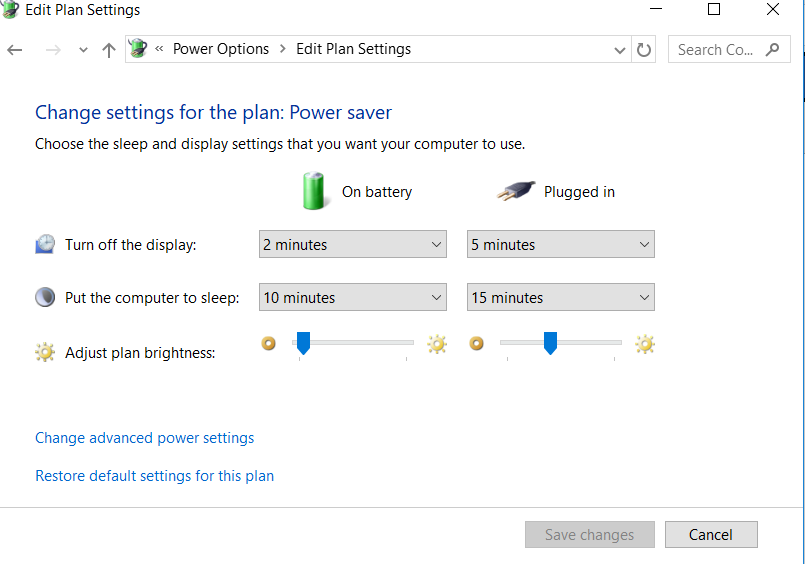 Edit Plan Settings
« Power Options > Edit Plan Settings
Search Co...
Change settings for the plan: Power saver
Choose the sleep and display settings that you want your computer to use.
On battery
Plugged in
Turn off the display:
2 minutes
5 minutes
Put the computer to sleep:
10 minutes
15 minutes
Adjust plan brightness:
Change advanced power settings
Restore default settings for this plan
Save changes
Cancel